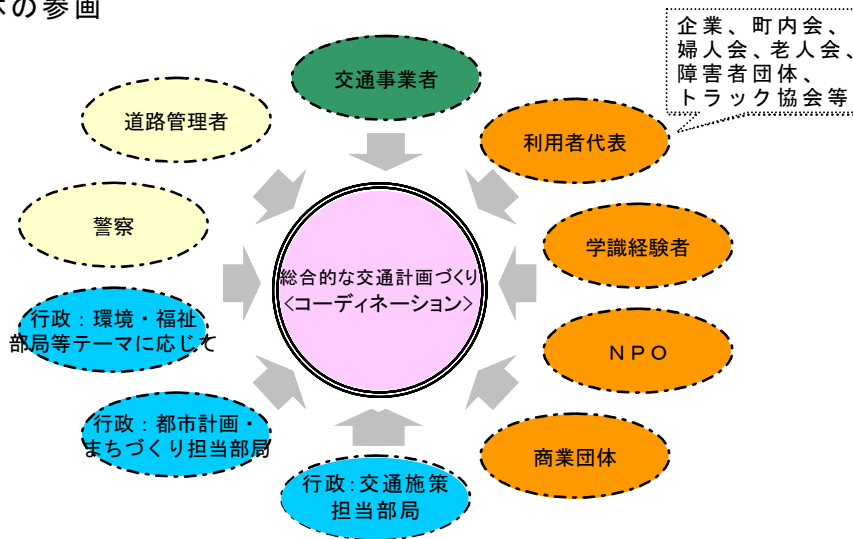 の参画
企業、町内会、
婦人会、老人会、
障害者団体、
トラック協会等
交通事業者
道路管理者
利用者代表
警察
学識経験者
総合的な交通計画づくり
<コーディネーション>
行政：環境・福祉
部局等テーマに応じて
NPO
行政：都市計画・
まちづくり担当部局
商業団体
行政：交通施策
担当部局